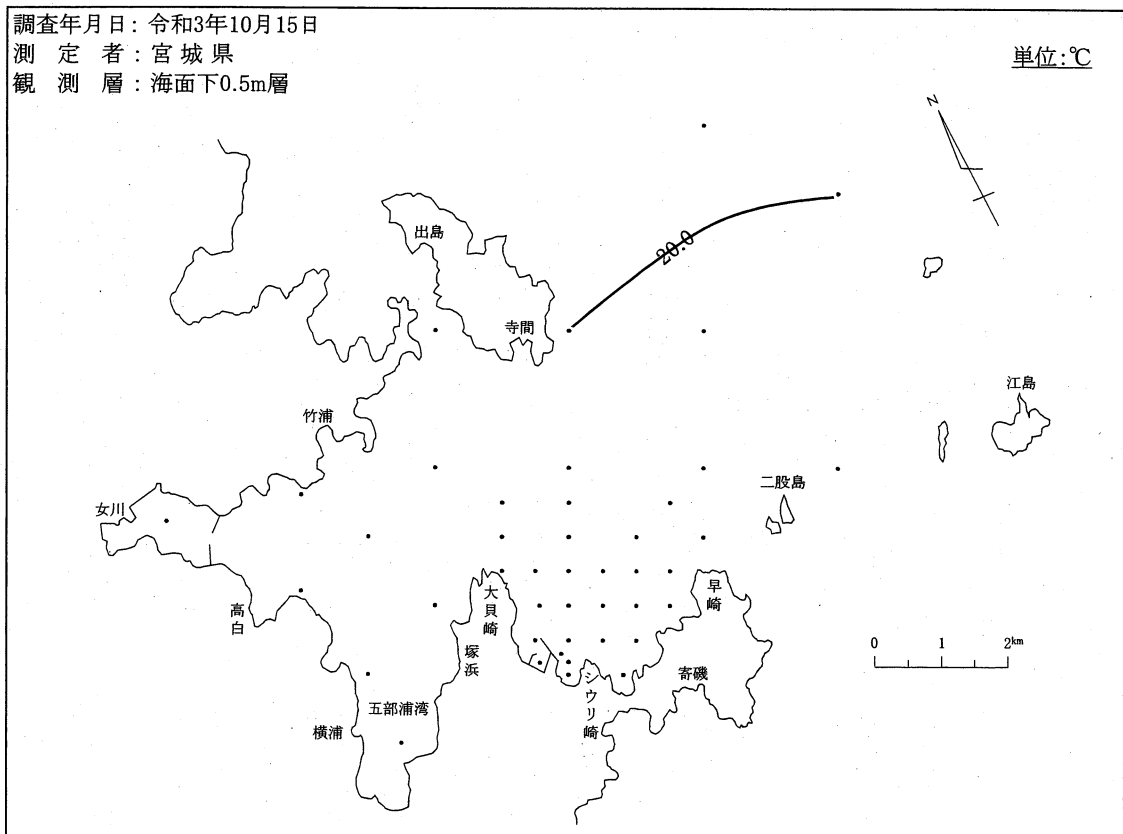 調査年月日：令和3年10月15日
測定者：宮城県
観測層：海面下0.5m層
単位：℃
N
出島
20.0
寺間
江島
竹浦
二股島
女川
大貝崎
早崎
高白
塚浜
0 1 2km
シウリ崎
寄磯
五部浦湾
横浦